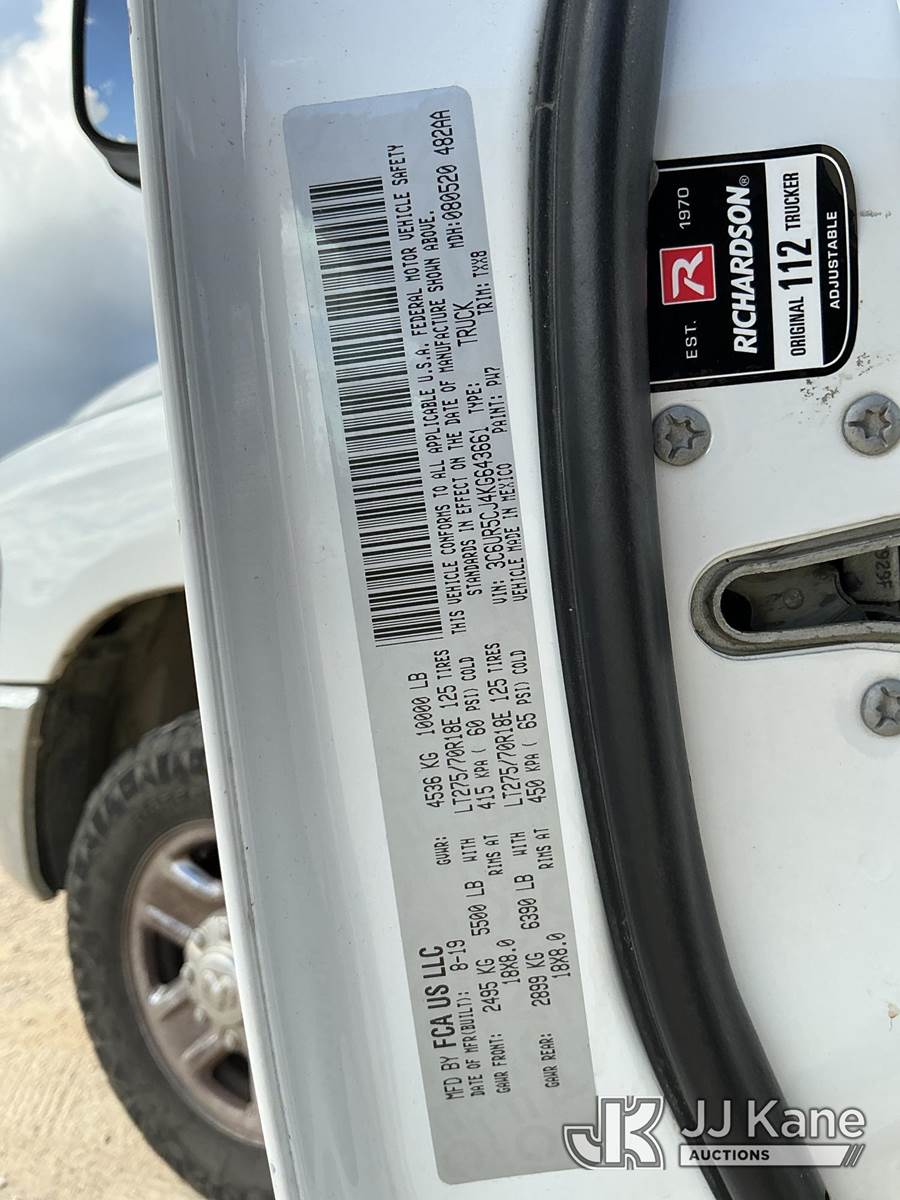 MFD BY FCA US LLC
DATE OF MFR(BUILT): 8-19 GVWR: 4536 KG 10000 LB
GAWR FRONT: 2495 KG 5500 LB WITH LT275/70R18E 125 TIRES
18X8.0 RIMS AT 415 KPA ( 60 PSI) COLD
GAWR REAR: 2899 KG 6390 LB WITH LT275/70R18E 125 TIRES
18X8.0 RIMS AT 450 KPA ( 65 PSI) COLD
THIS VEHICLE CONFORMS TO ALL APPLICABLE U.S.A. FEDERAL MOTOR VEHICLE SAFETY
STANDARDS IN EFFECT ON THE DATE OF MANUFACTURE SHOWN ABOVE.
VIN: 3C6UR5CJ4KG643661 TYPE: TRUCK MDH:080520 482AA
VEHICLE MADE IN MEXICO PAINT: PW7 TRIM: TXX8
EST. R 1970
RICHARDSON®
ORIGINAL 112 TRUCKER
ADJUSTABLE
929F
JK JJ Kane
AUCTIONS